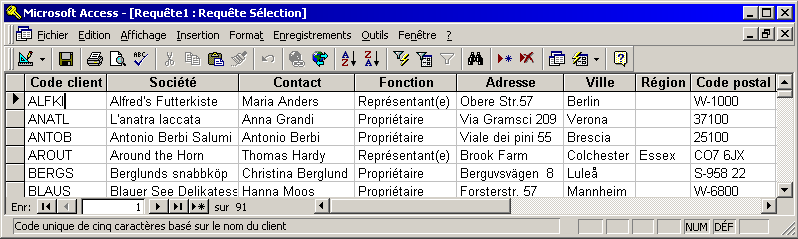 Microsoft Access - [Requête1 : Requête Sélection]
Fichier Edition Affichage Insertion Format Enregistrements Outils Fenêtre ?
Code client Société Contact Fonction Adresse Ville Région Code postal
ALFKI Alfred's Futterkiste Maria Anders Représentant(e) Obere Str.57 Berlin W-1000
ANATL L'anatra laccata Anna Grandi Propriétaire Via Gramsci 209 Verona 37100
ANTOB Antonio Berbi Salumi Antonio Berbi Propriétaire Viale dei pini 55 Brescia 25100
AROUT Around the Horn Thomas Hardy Représentant(e) Brook Farm Colchester Essex CO7 6JX
BERGS Berglunds snabbköp Christina Berglund Propriétaire Berguvsvägen 8 Luleå S-958 22
BLAUS Blauer See Delikatess Hanna Moos Propriétaire Forsterstr. 57 Mannheim W-6800
Enr: 1 sur 91
Code unique de cinq caractères basé sur le nom du client NUM DÉF